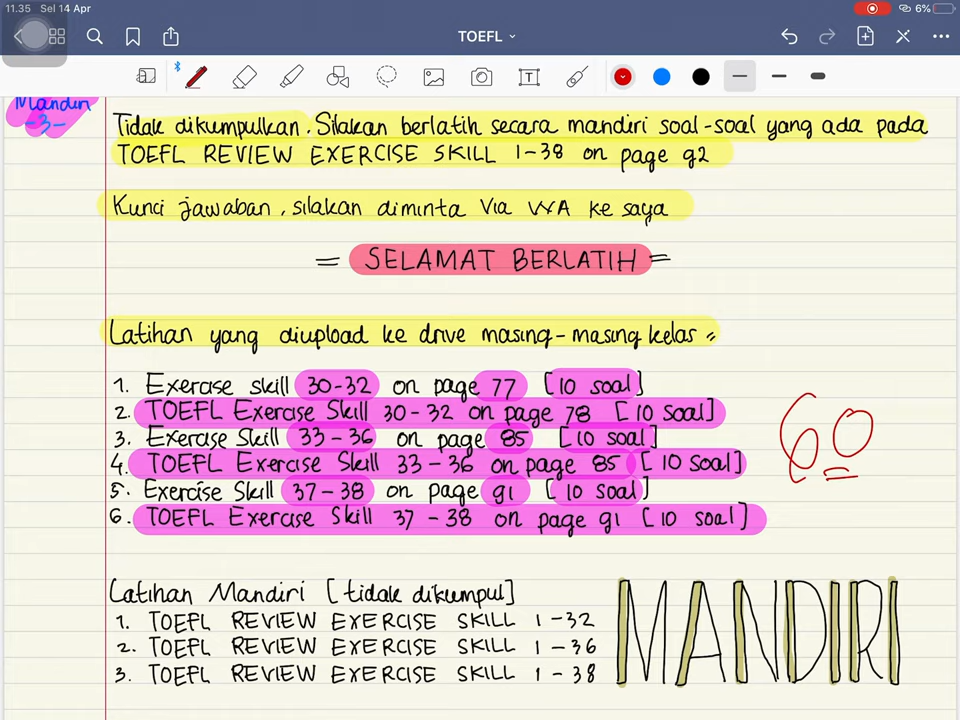 11.35 Sel 14 Apr
6%
TOEFL
Mandiri
-3-
Tidak dikumpulkan. Silakan berlatih secara mandiri soal-soal yang ada pada
TOEFL REVIEW EXERCISE SKILL 1-38 on page 92
Kunci jawaban, silakan diminta via WA ke saya
= SELAMAT BERLATIH =
Latihan yang diupload ke drive masing-masing kelas =
1. Exercise skill 30-32 on page 77 [10 soal]
2. TOEFL Exercise Skill 30-32 on page 78 [10 soal]
3. Exercise Skill 33-36 on page 85 [10 soal]
4. TOEFL Exercise Skill 33-36 on page 85 [10 soal]
5. Exercise Skill 37-38 on page 91 [10 soal]
6. TOEFL Exercise Skill 37-38 on page 91 [10 soal]
60
Latihan Mandiri [tidak dikumpul]
1. TOEFL REVIEW EXERCISE SKILL 1-32
2. TOEFL REVIEW EXERCISE SKILL 1-36
3. TOEFL REVIEW EXERCISE SKILL 1-38
MANDIRI